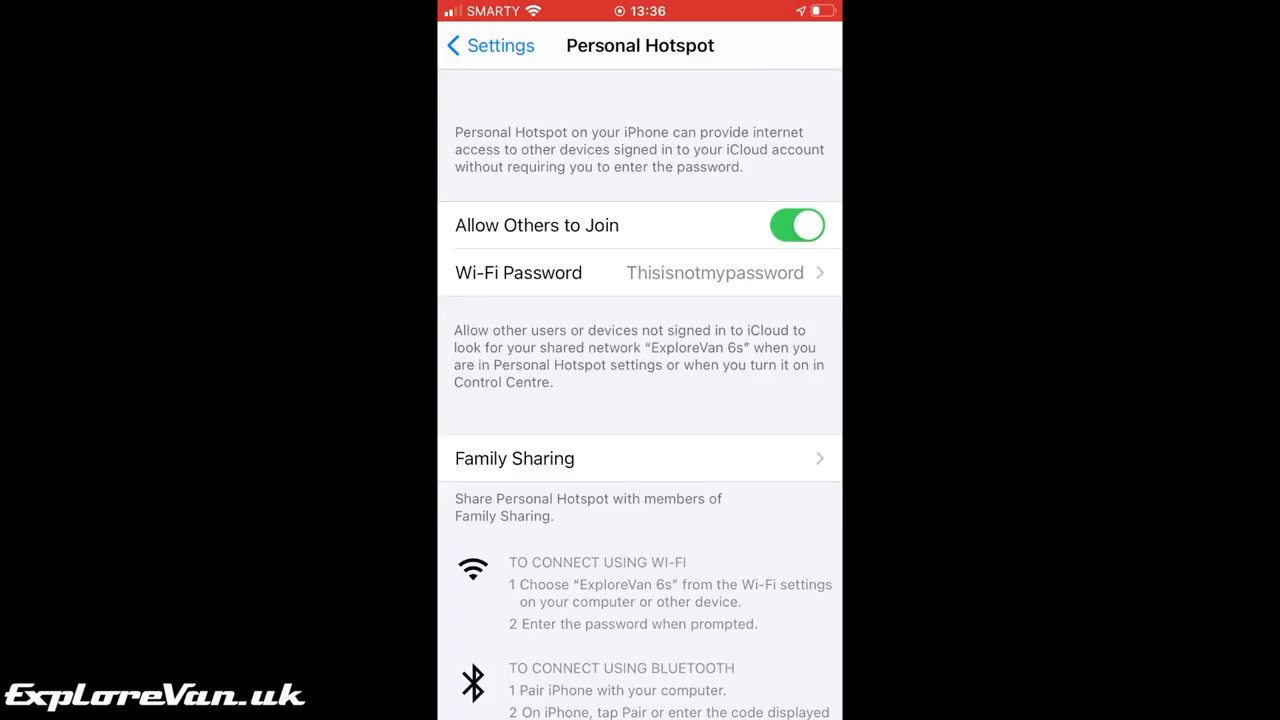 SMARTY 13:36
Settings Personal Hotspot
Personal Hotspot on your iPhone can provide internet
access to other devices signed in to your iCloud account
without requiring you to enter the password.
Allow Others to Join
Wi-Fi Password Thisisnotmypassword
Allow other users or devices not signed in to iCloud to
look for your shared network “ExploreVan 6s” when you
are in Personal Hotspot settings or when you turn it on in
Control Centre.
Family Sharing
Share Personal Hotspot with members of
Family Sharing.
TO CONNECT USING WI-FI
1 Choose “ExploreVan 6s” from the Wi-Fi settings
on your computer or other device.
2 Enter the password when prompted.
TO CONNECT USING BLUETOOTH
1 Pair iPhone with your computer.
2 On iPhone, tap Pair or enter the code displayed
ExploreVan.uk